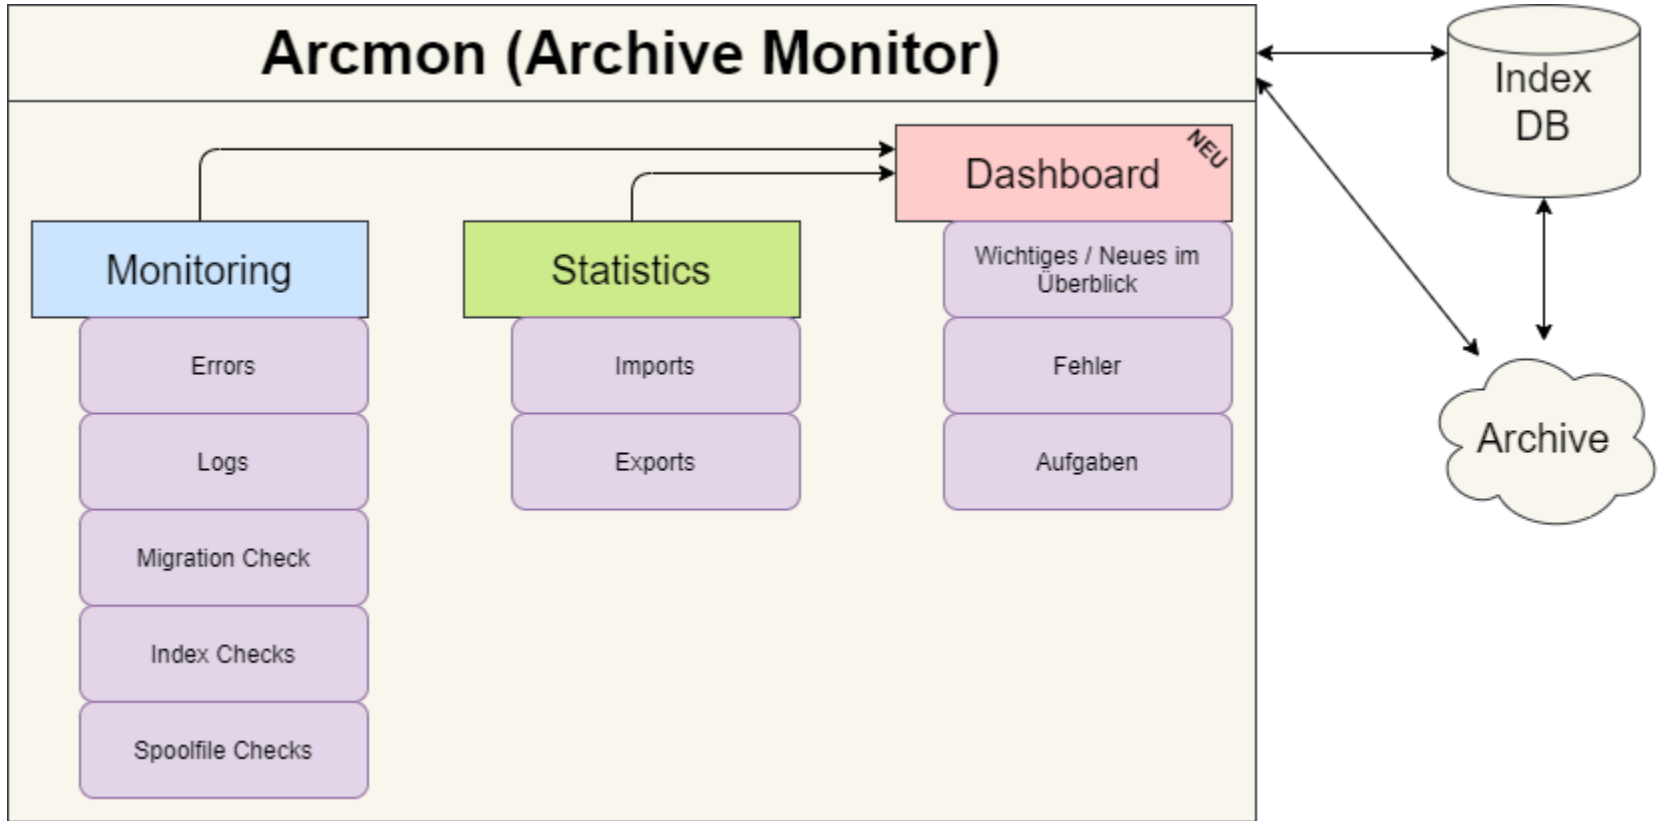 Arcmon (Archive Monitor)
Index
DB
NEU
Dashboard
Wichtiges / Neues im
Überblick
Fehler
Aufgaben
Monitoring
Errors
Logs
Migration Check
Index Checks
Spoolfile Checks
Statistics
Imports
Exports
Archive